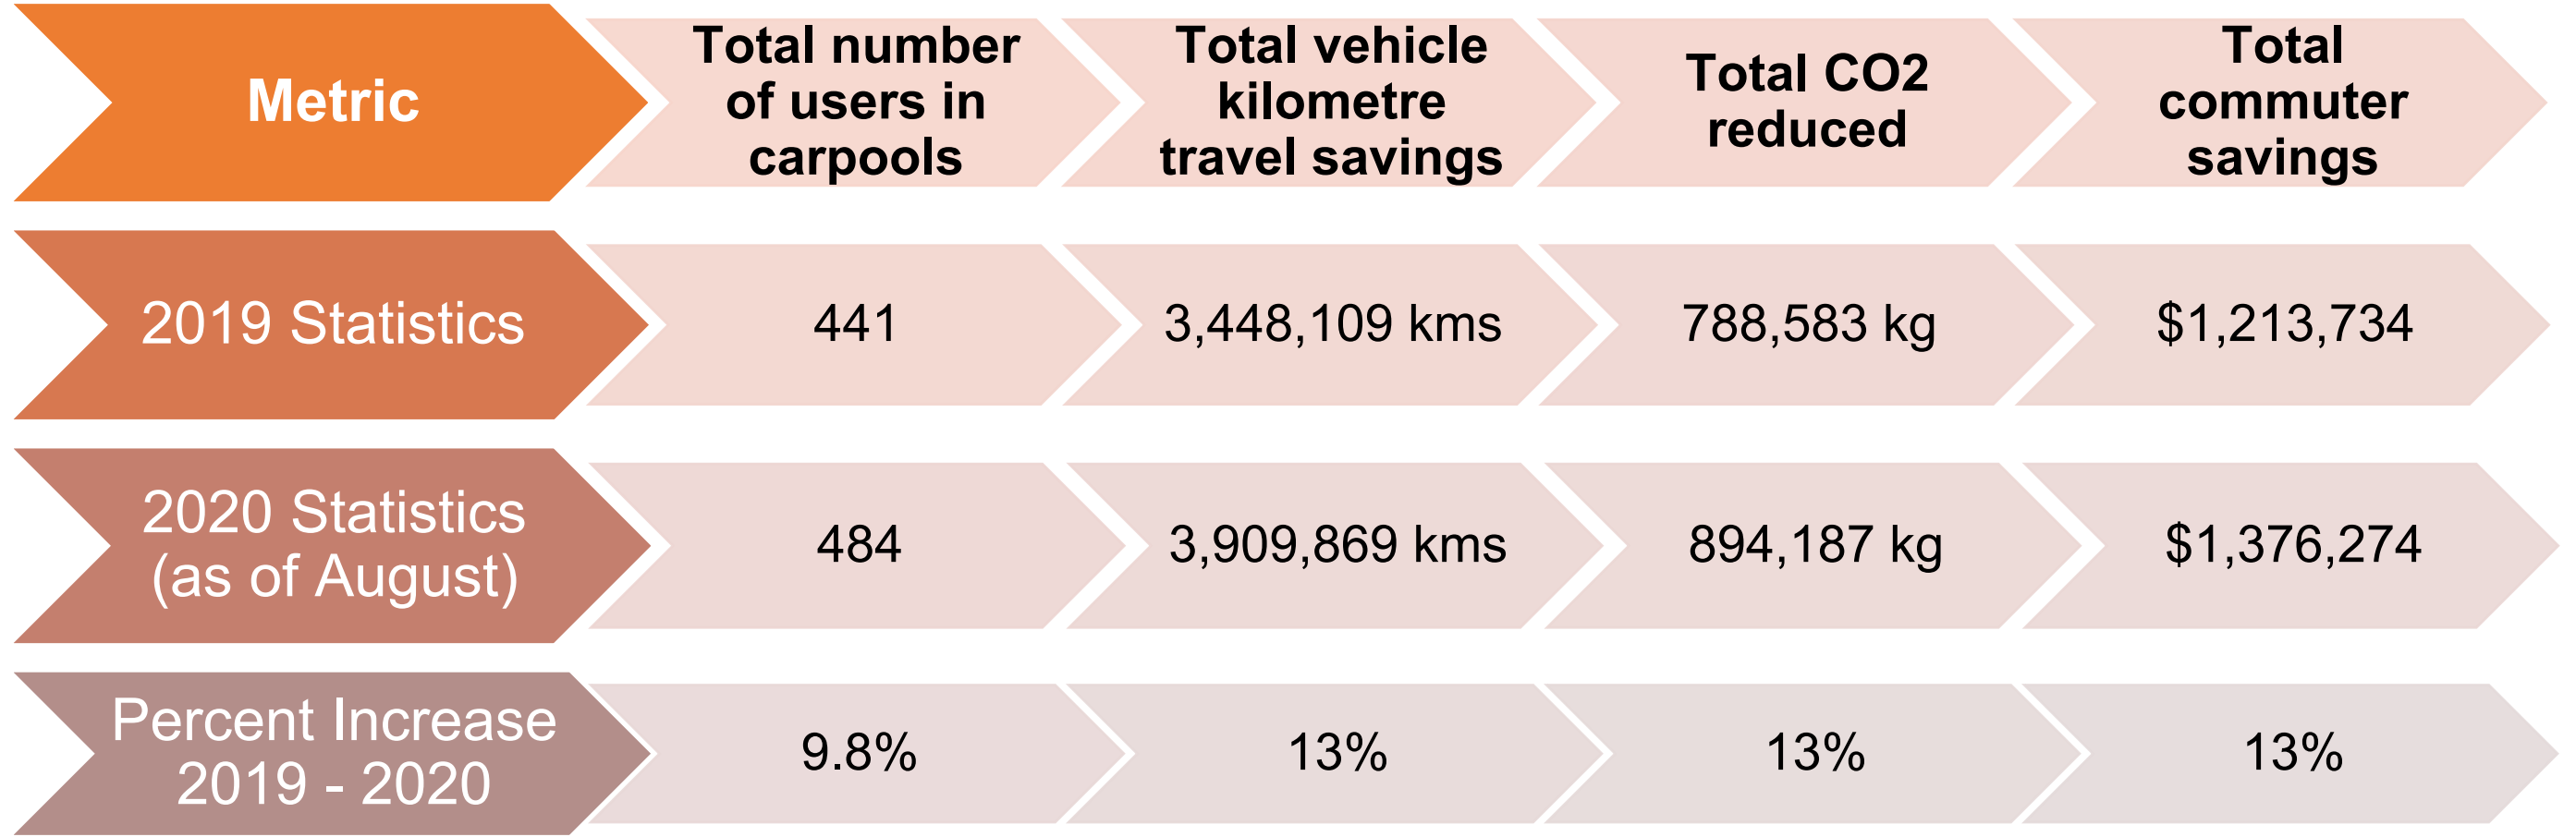 Metric
Total number
of users in
carpools
Total vehicle
kilometre
travel savings
Total CO2
reduced
Total
commuter
savings
2019 Statistics
441
3,448,109 kms
788,583 kg
$1,213,734
2020 Statistics
(as of August)
484
3,909,869 kms
894,187 kg
$1,376,274
Percent Increase
2019 - 2020
9.8%
13%
13%
13%